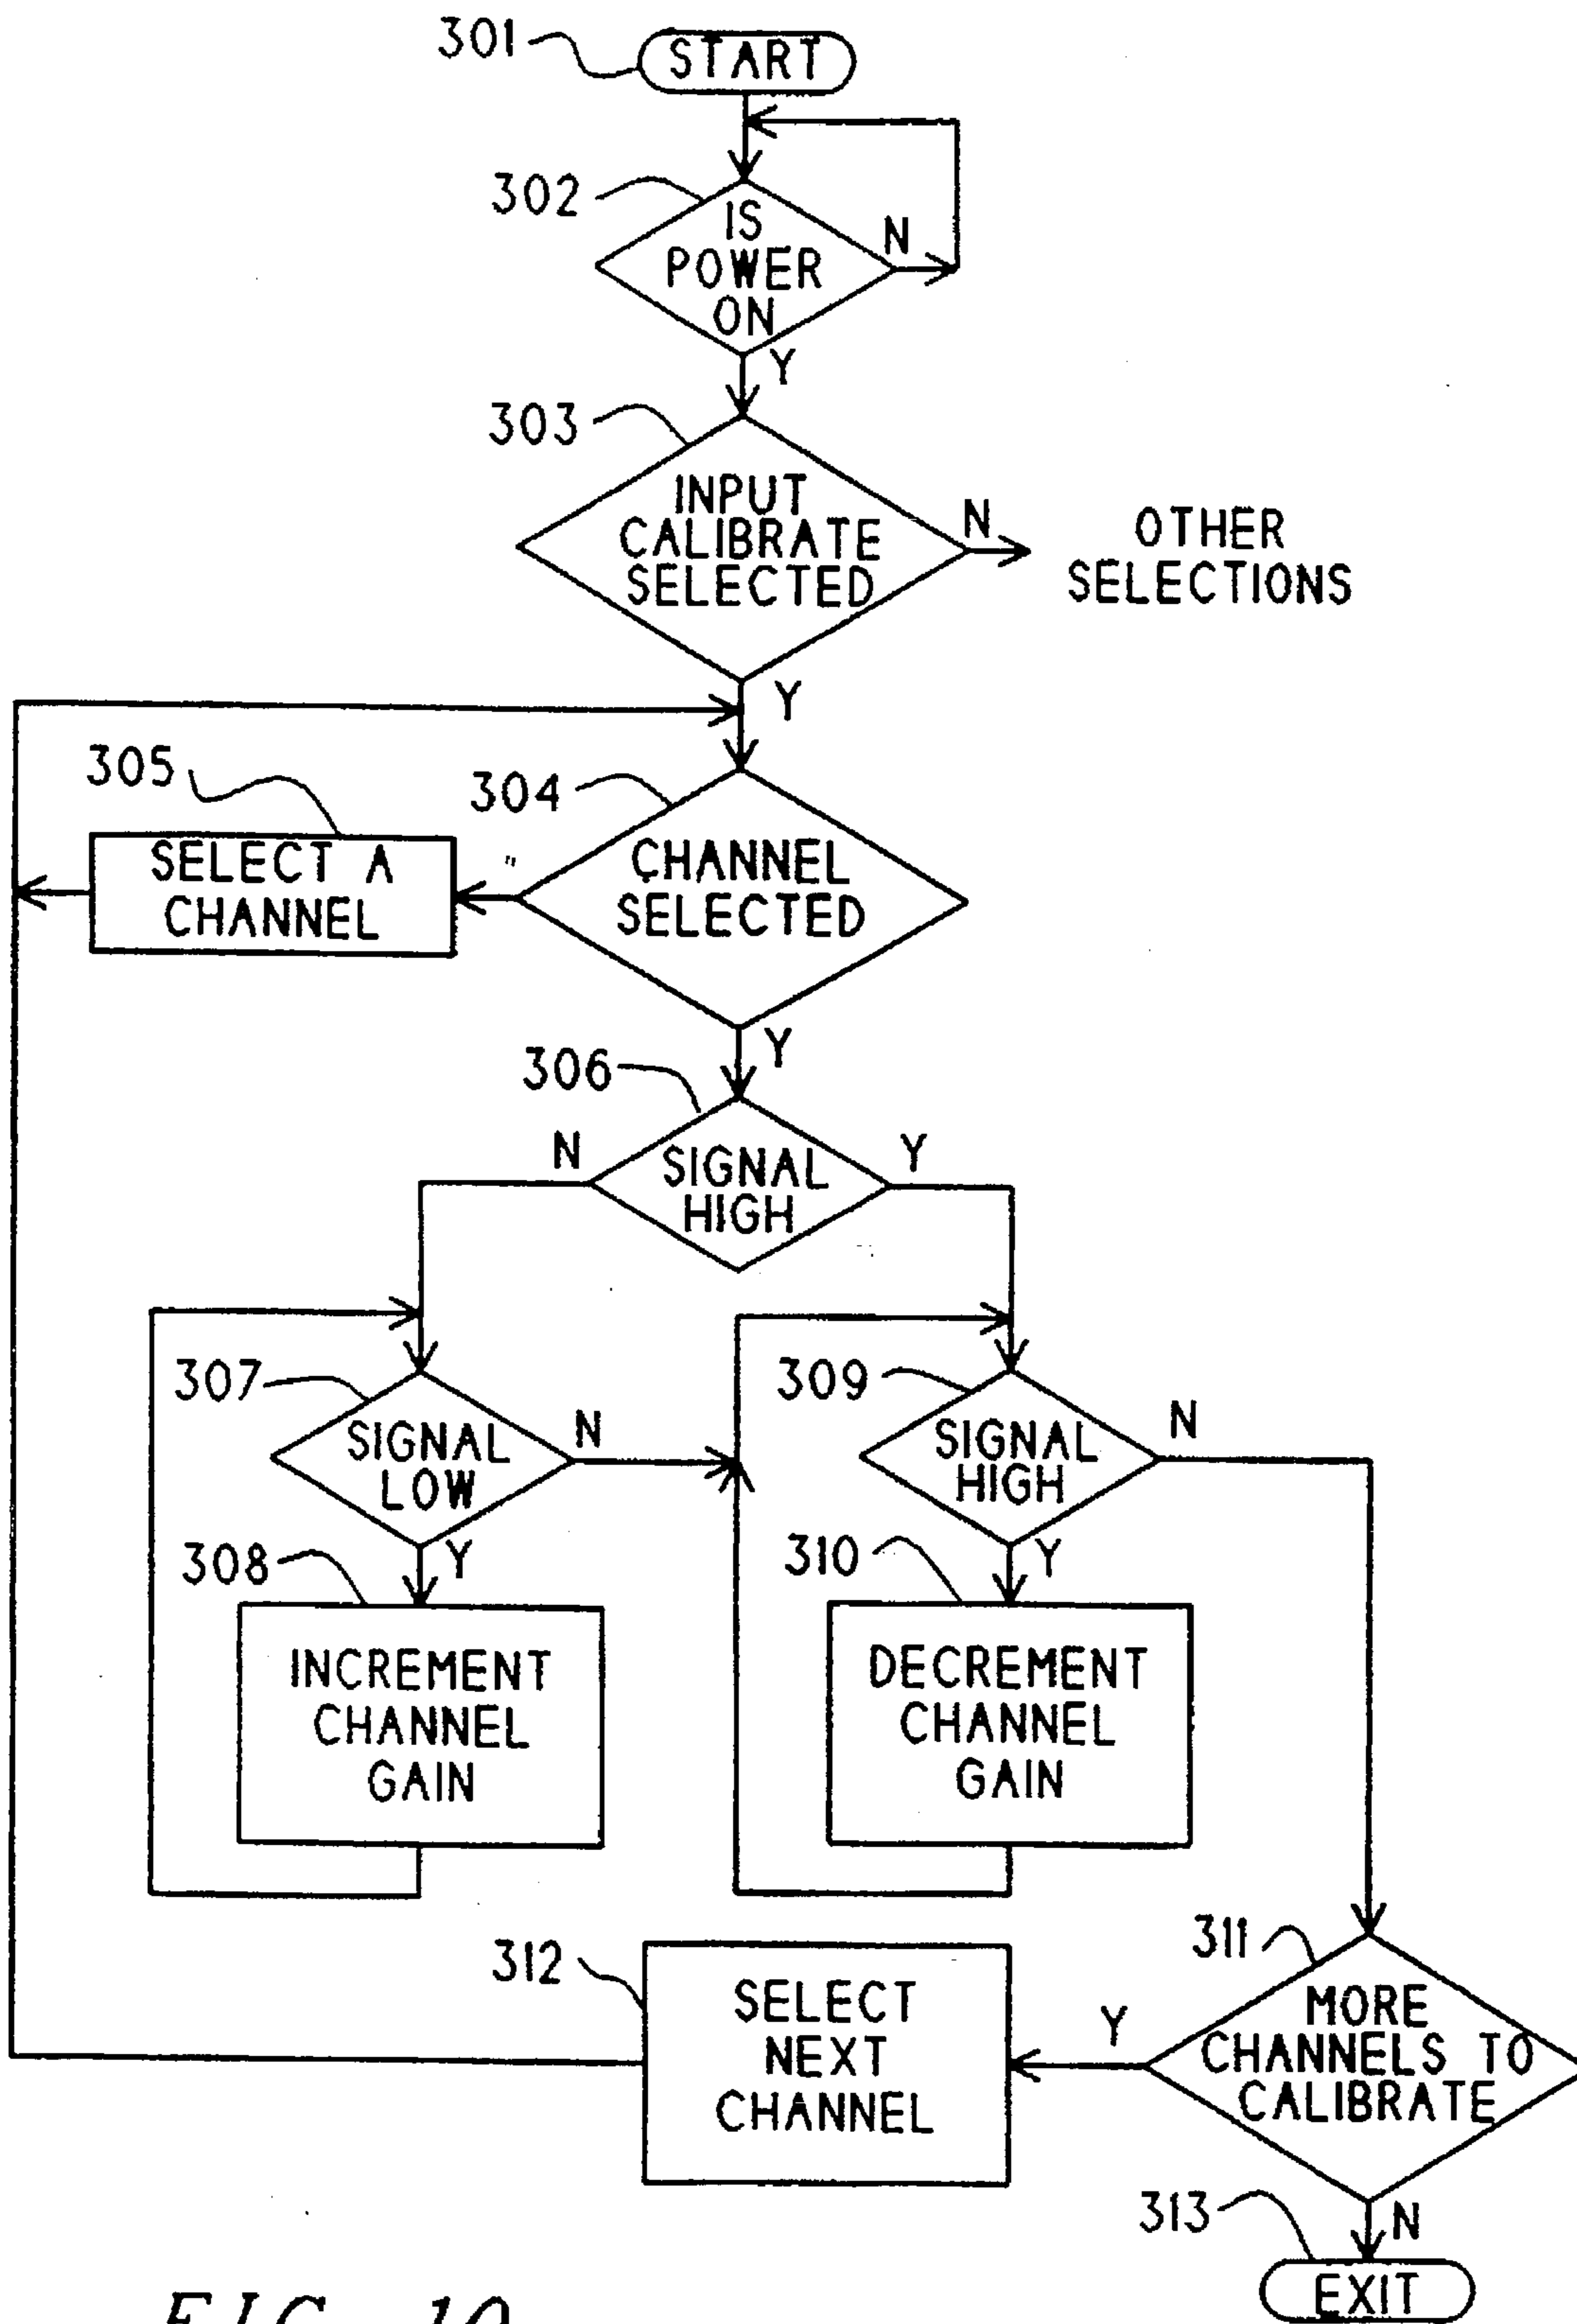 301
START
302
IS
POWER
ON
N
Y
303
INPUT
CALIBRATE
SELECTED
N
OTHER
SELECTIONS
Y
305
SELECT A
CHANNEL
304
CHANNEL
SELECTED
Y
306
N
SIGNAL
HIGH
Y
307
SIGNAL
LOW
N
Y
308
INCREMENT
CHANNEL
GAIN
309
SIGNAL
HIGH
N
Y
310
DECREMENT
CHANNEL
GAIN
311
MORE
CHANNELS TO
CALIBRATE
Y
312
SELECT
NEXT
CHANNEL
N
313
EXIT
FIG. 10